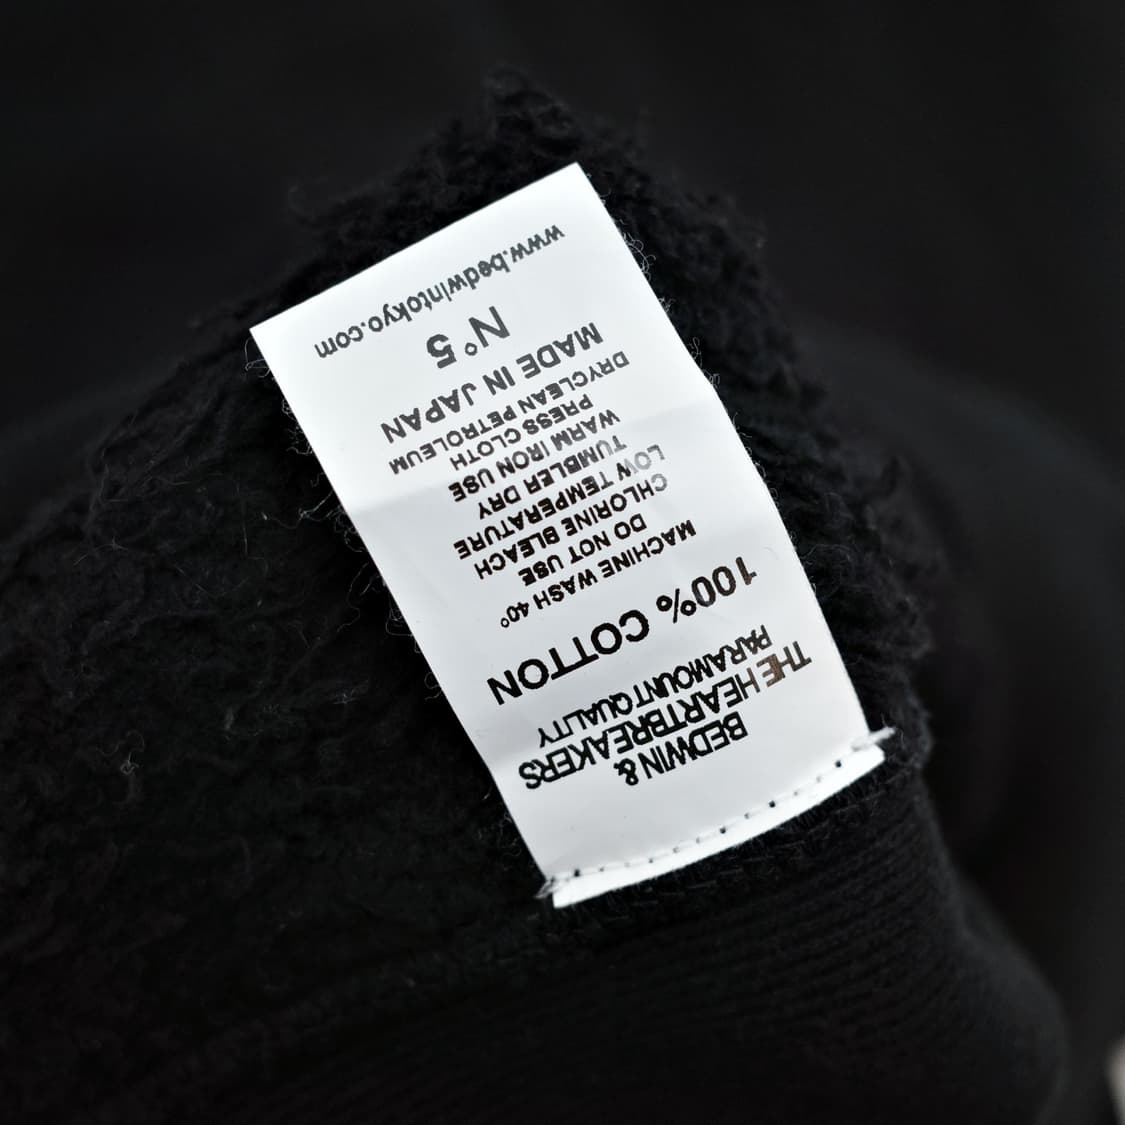 BEDWIN &
THE HEARTBREAKERS
PARAMOUNT QUALITY
100% COTTON
MACHINE WASH 40°
DO NOT USE
CHLORINE BLEACH
LOW TEMPERATURE
TUMBLER DRY
WARM IRON USE
PRESS CLOTH
DRYCLEAN PETROLEUM
MADE IN JAPAN
N° 5
www.bedwintokyo.com